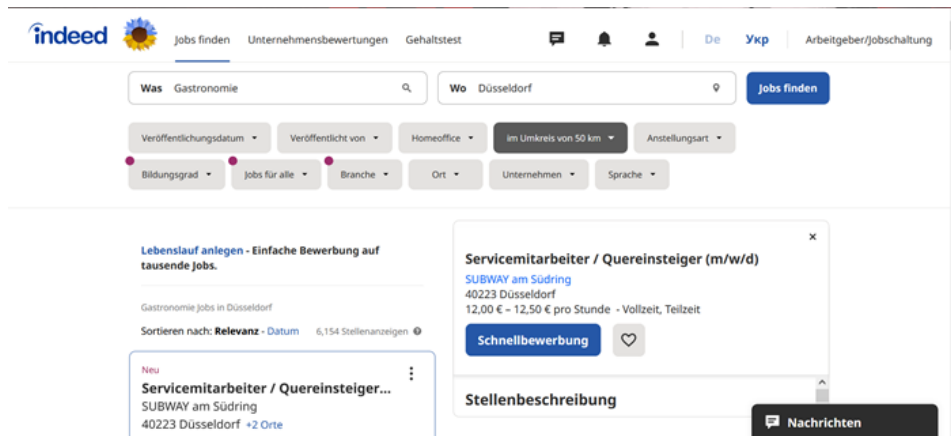 indeed Jobs finden Unternehmensbewertungen Gehaltstest De Укр Arbeitgeber/Jobschaltung
Was Gastronomie Wo Düsseldorf Jobs finden
Veröffentlichungsdatum Veröffentlicht von Homeoffice im Umkreis von 50 km Anstellungsart
Bildungsgrad Jobs für alle Branche Ort Unternehmen Sprache
Lebenslauf anlegen - Einfache Bewerbung auf
tausende Jobs.
Gastronomie Jobs in Düsseldorf
Sortieren nach: Relevanz - Datum 6,154 Stellenanzeigen
Neu
Servicemitarbeiter / Quereinsteiger...
SUBWAY am Südring
40223 Düsseldorf +2 Orte
Servicemitarbeiter / Quereinsteiger (m/w/d)
SUBWAY am Südring
40223 Düsseldorf
12,00 € – 12,50 € pro Stunde - Vollzeit, Teilzeit
Schnellbewerbung
Stellenbeschreibung
Nachrichten